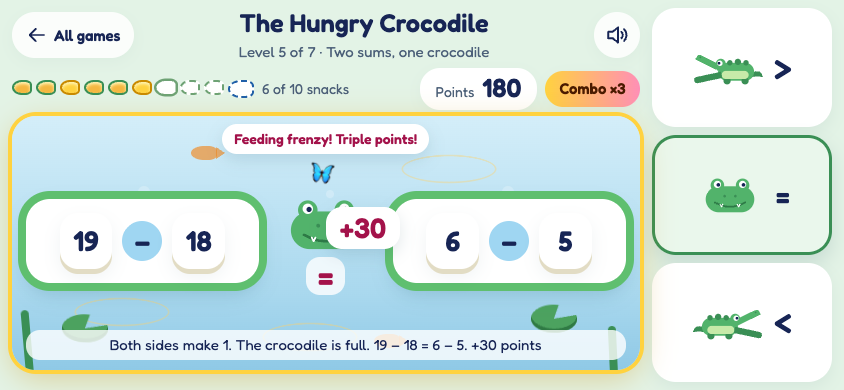 All games
The Hungry Crocodile
Level 5 of 7 · Two sums, one crocodile
6 of 10 snacks
Points 180
Combo ×3
Feeding frenzy! Triple points!
19 – 18
+30
=
6 – 5
Both sides make 1. The crocodile is full. 19 – 18 = 6 – 5. +30 points
>
=
<